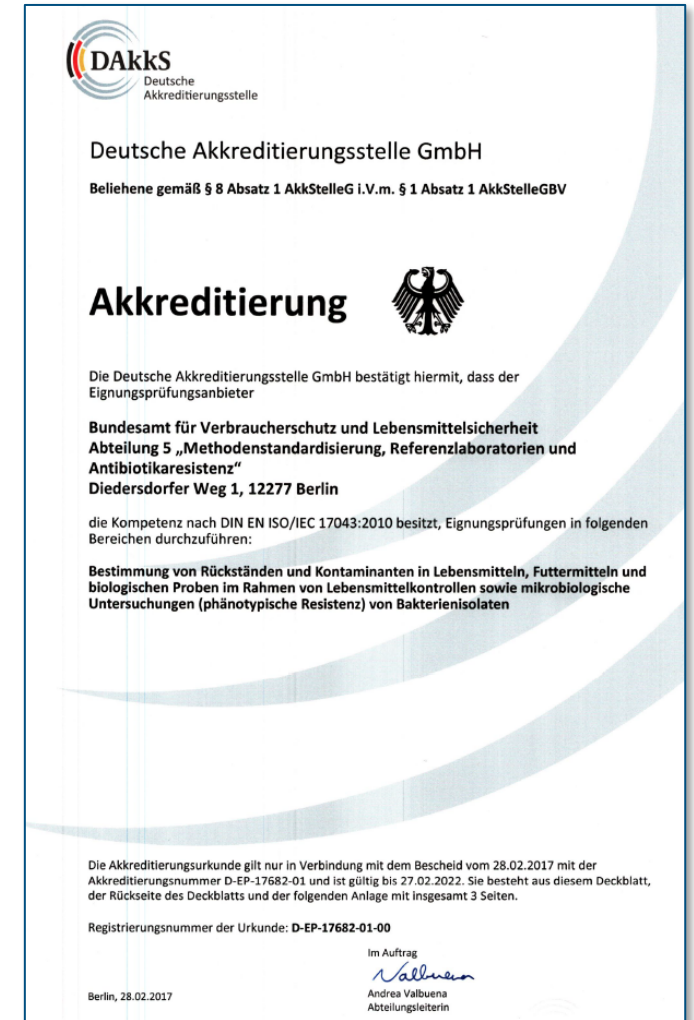 DAkkS
Deutsche
Akkreditierungsstelle
Deutsche Akkreditierungsstelle GmbH
Beliehene gemäß § 8 Absatz 1 AkkStelleG i.V.m. § 1 Absatz 1 AkkStelleGBV
Akkreditierung
Die Deutsche Akkreditierungsstelle GmbH bestätigt hiermit, dass der
Eignungsprüfungsanbieter
Bundesamt für Verbraucherschutz und Lebensmittelsicherheit
Abteilung 5 „Methodenstandardisierung, Referenzlaboratorien und
Antibiotikaresistenz“
Diedersdorfer Weg 1, 12277 Berlin
die Kompetenz nach DIN EN ISO/IEC 17043:2010 besitzt, Eignungsprüfungen in folgenden
Bereichen durchzuführen:
Bestimmung von Rückständen und Kontaminanten in Lebensmitteln, Futtermitteln und
biologischen Proben im Rahmen von Lebensmittelkontrollen sowie mikrobiologische
Untersuchungen (phänotypische Resistenz) von Bakterienisolaten
Die Akkreditierungsurkunde gilt nur in Verbindung mit dem Bescheid vom 28.02.2017 mit der
Akkreditierungsnummer D-EP-17682-01 und ist gültig bis 27.02.2022. Sie besteht aus diesem Deckblatt,
der Rückseite des Deckblatts und der folgenden Anlage mit insgesamt 3 Seiten.
Registrierungsnummer der Urkunde: D-EP-17682-01-00
Im Auftrag
Valbuena
Berlin, 28.02.2017
Andrea Valbuena
Abteilungsleiterin